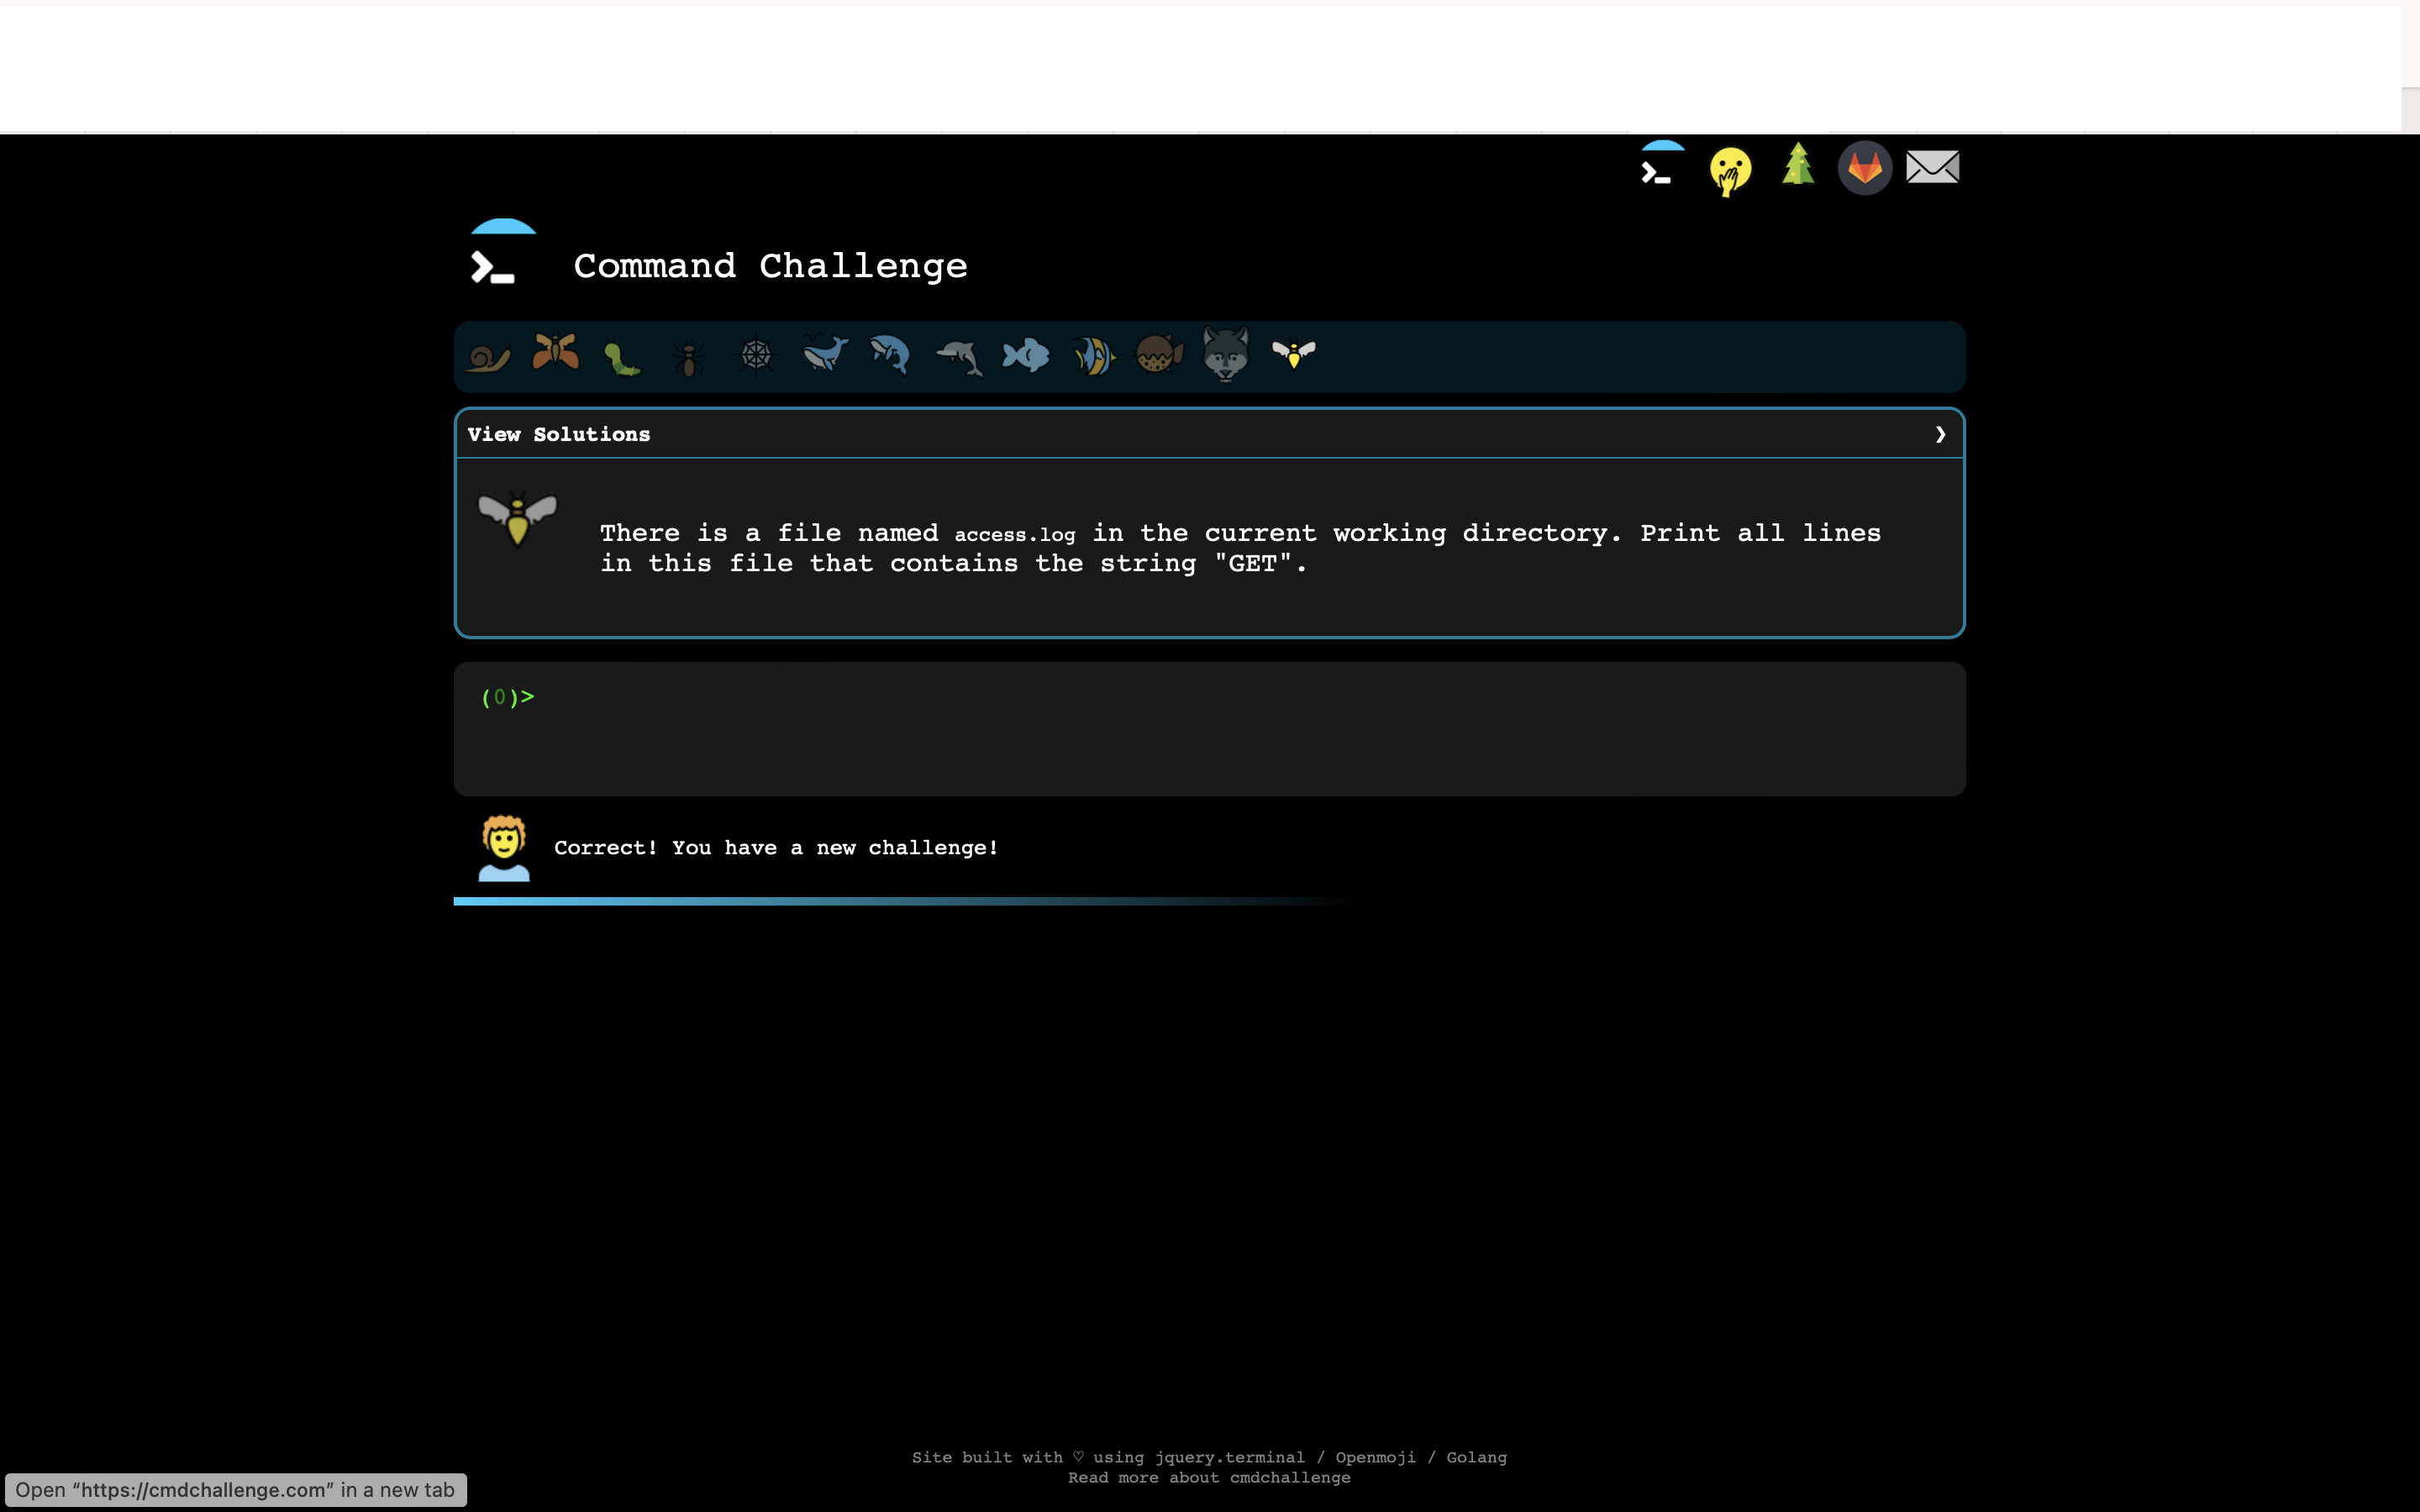 Command Challenge
View Solutions ❯
There is a file named access.log in the current working directory. Print all lines
in this file that contains the string "GET".
(0)>
Correct! You have a new challenge!
Site built with ♡ using jquery.terminal / Openmoji / Golang
Read more about cmdchallenge
Open “https://cmdchallenge.com” in a new tab